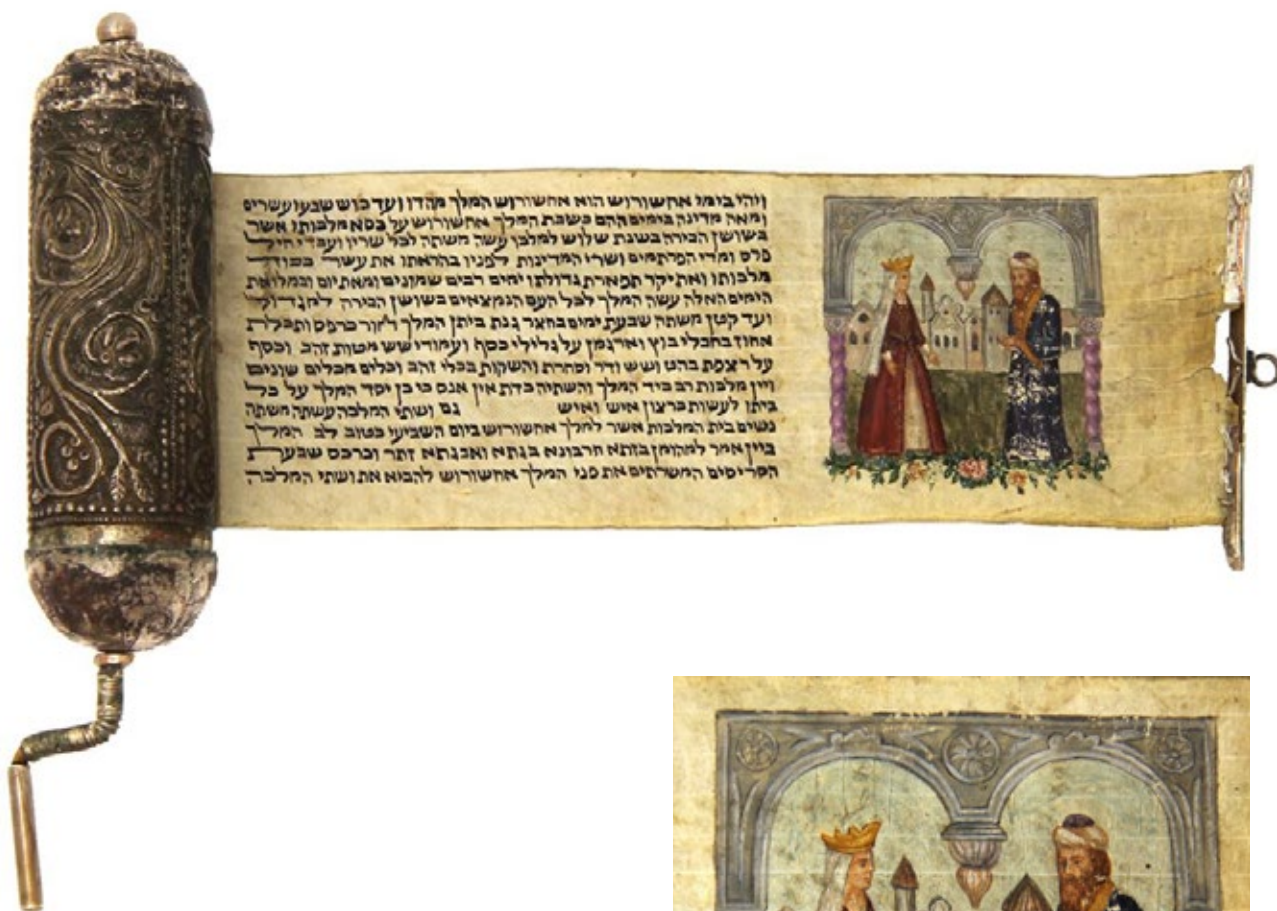 ויהי בימי אחשורוש הוא אחשורוש המלך מהדו ועד כוש שבע ועשרים
ומאה מדינה בימים ההם כשבת המלך אחשורוש על כסא מלכותו אשר
בשושן הבירה בשנת שלוש למלכו עשה משתה לכל שריו ועבדיו חיל
פרס ומדי הפרתמים ושרי המדינות לפניו בהראתו את עשר כבוד
מלכותו ואת יקר תפארת גדולתו ימים רבים שמונים ומאת יום ובמלואת
הימים האלה עשה המלך לכל העם הנמצאים בשושן הבירה למגדול
ועד קטן משתה שבעת ימים בחצר גנת ביתן המלך חור כרפס ותכלת
אחוז בחבלי בוץ וארגמן על גלילי כסף ועמודי שש מטות זהב וכסף
על רצפת בהט ושש ודר וסחרת והשקות בכלי זהב וכלים מכלים שונים
ויין מלכות רב כיד המלך והשתיה כדת אין אנס כי כן יסד המלך על כל
ביתו לעשות כרצון איש ואיש גם ושתי המלכה עשתה משתה
נשים בית המלכות אשר למלך אחשורוש ביום השביעי כטוב לב המלך
ביין אמר למהומן בזתא חרבונא בגתא ואבגתא זתר וכרכס שבעת
הסריסים המשרתים את פני המלך אחשורוש להביא את ושתי המלכה